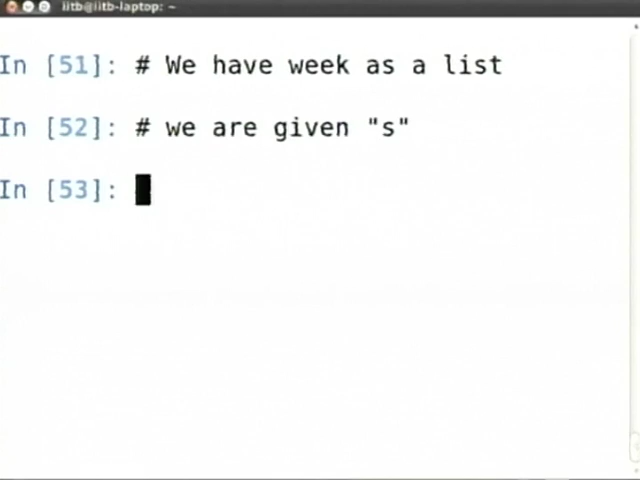 iitb@iitb-laptop: ~
In [51]: # We have week as a list
In [52]: # we are given "s"
In [53]: